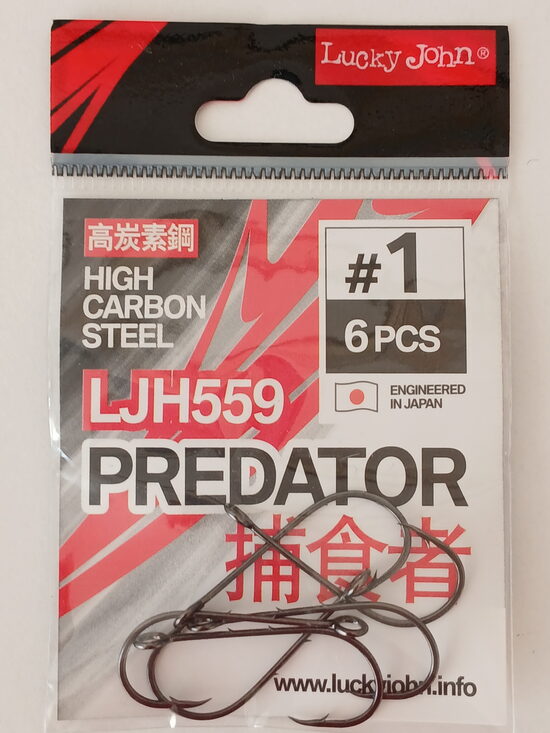 Lucky John®
高炭素鋼
HIGH
CARBON
STEEL
#1
6 PCS
ENGINEERED
IN JAPAN
LJH559
PREDATOR
捕食者
www.luckyjohn.info